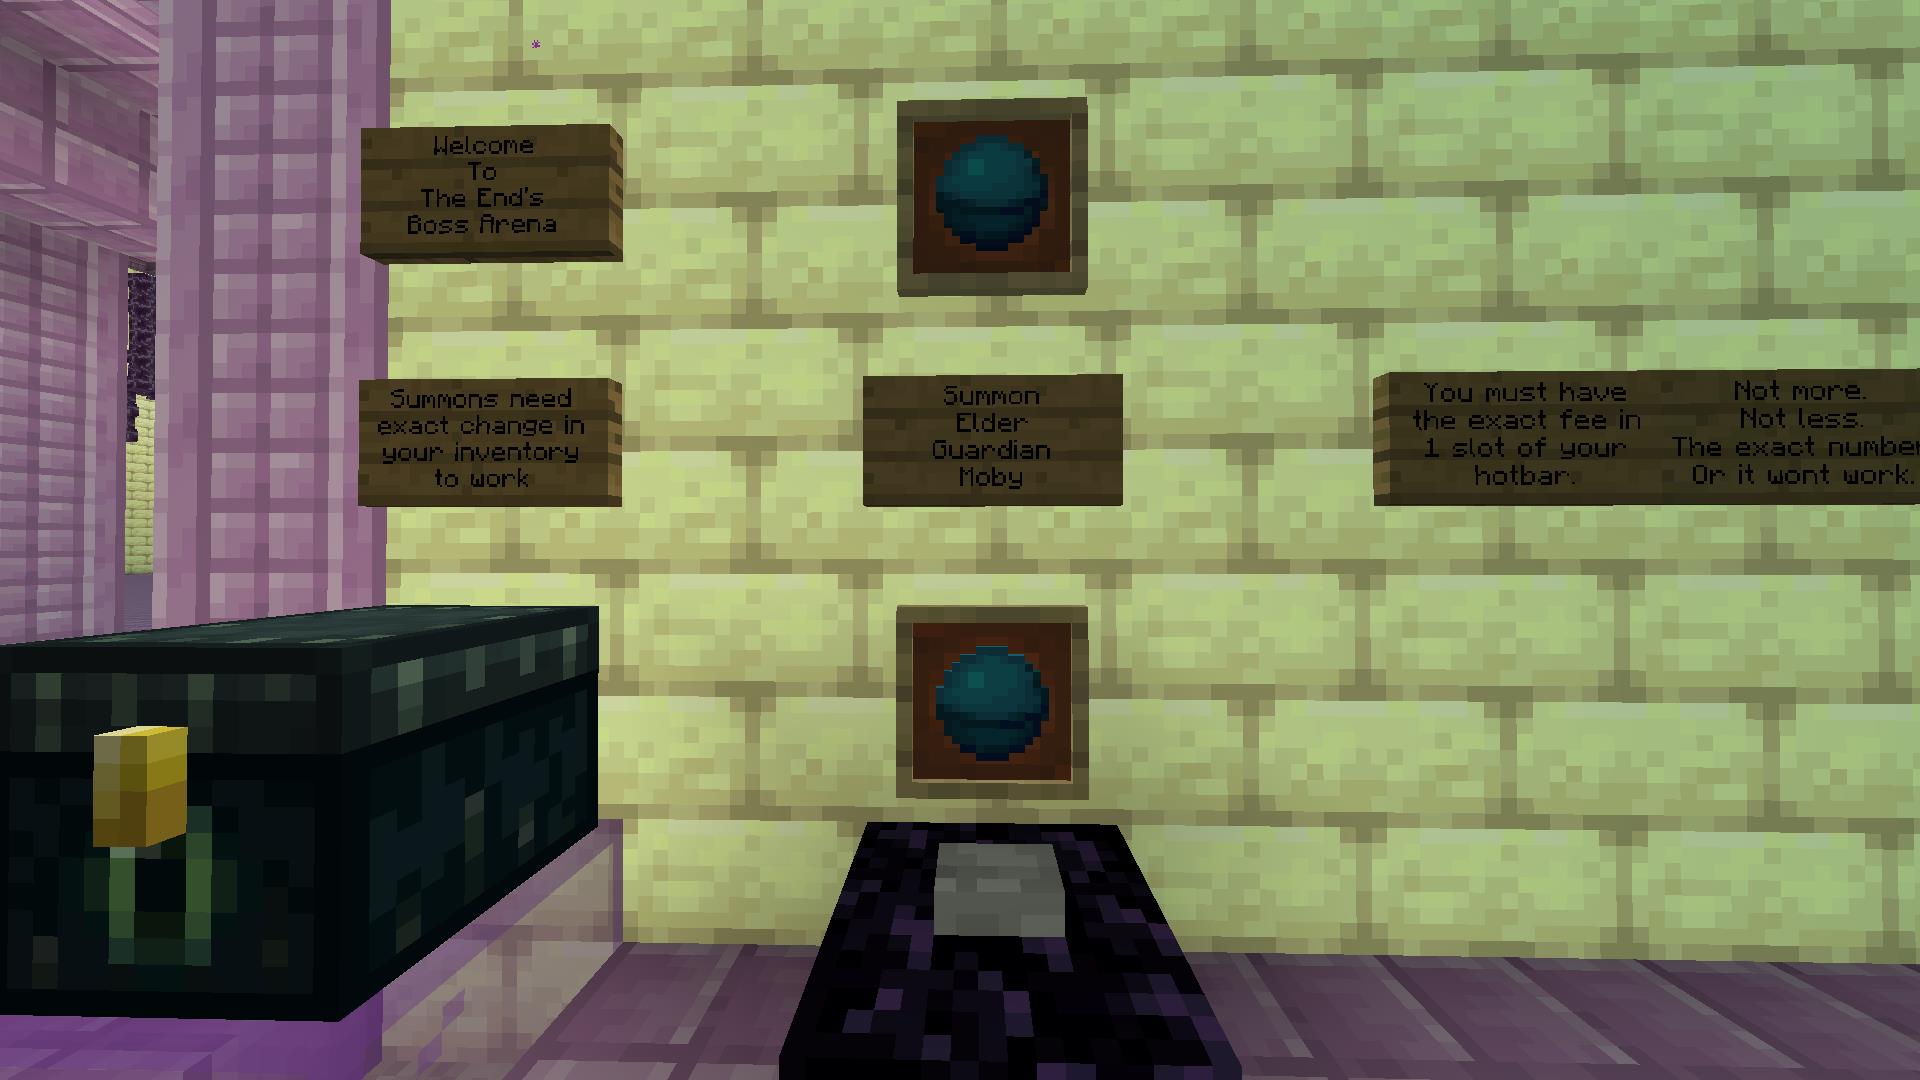 Welcome
To
The End's
Boss Arena
Summons need
exact change in
your inventory
to work
Summon
Elder
Guardian
Moby
You must have
the exact fee in
1 slot of your
hotbar.
Not more.
Not less.
The exact number
Or it wont work.